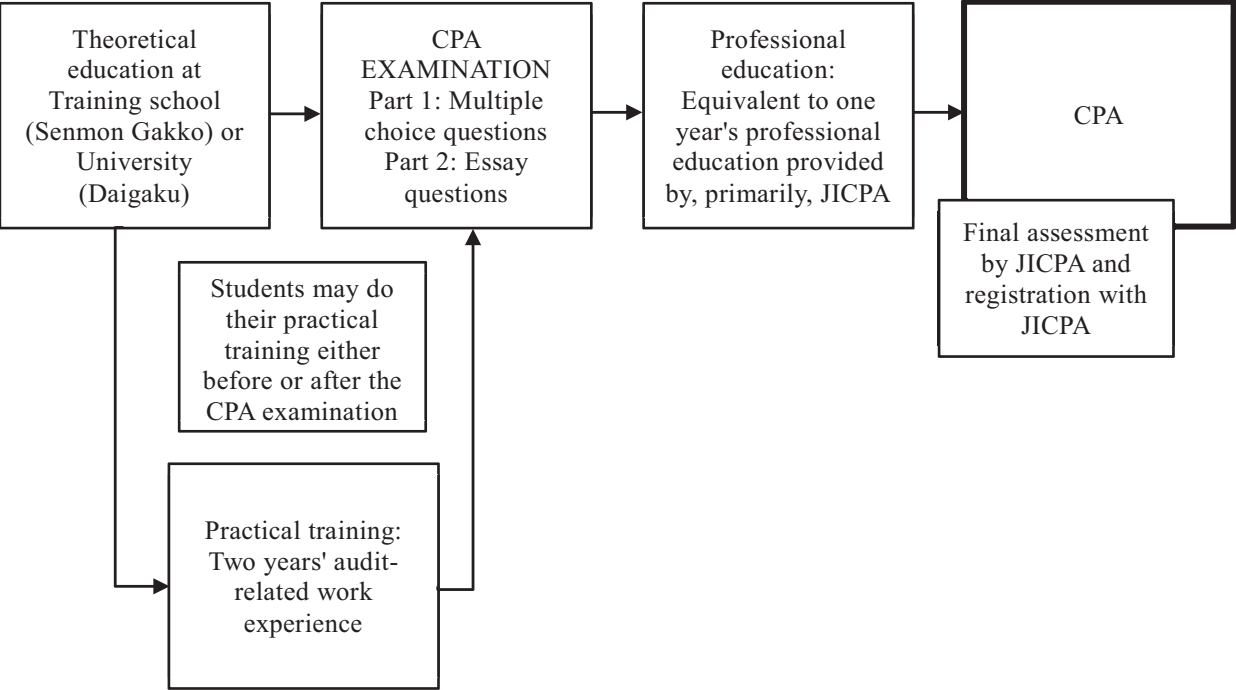 Theoretical
education at
Training school
(Senmon Gakko) or
University
(Daigaku)
CPA
EXAMINATION
Part 1: Multiple
choice questions
Part 2: Essay
questions
Professional
education:
Equivalent to one
year's professional
education provided
by, primarily, JICPA
CPA
Final assessment
by JICPA and
registration with
JICPA
Students may do
their practical
training either
before or after the
CPA examination
Practical training:
Two years' audit-
related work
experience